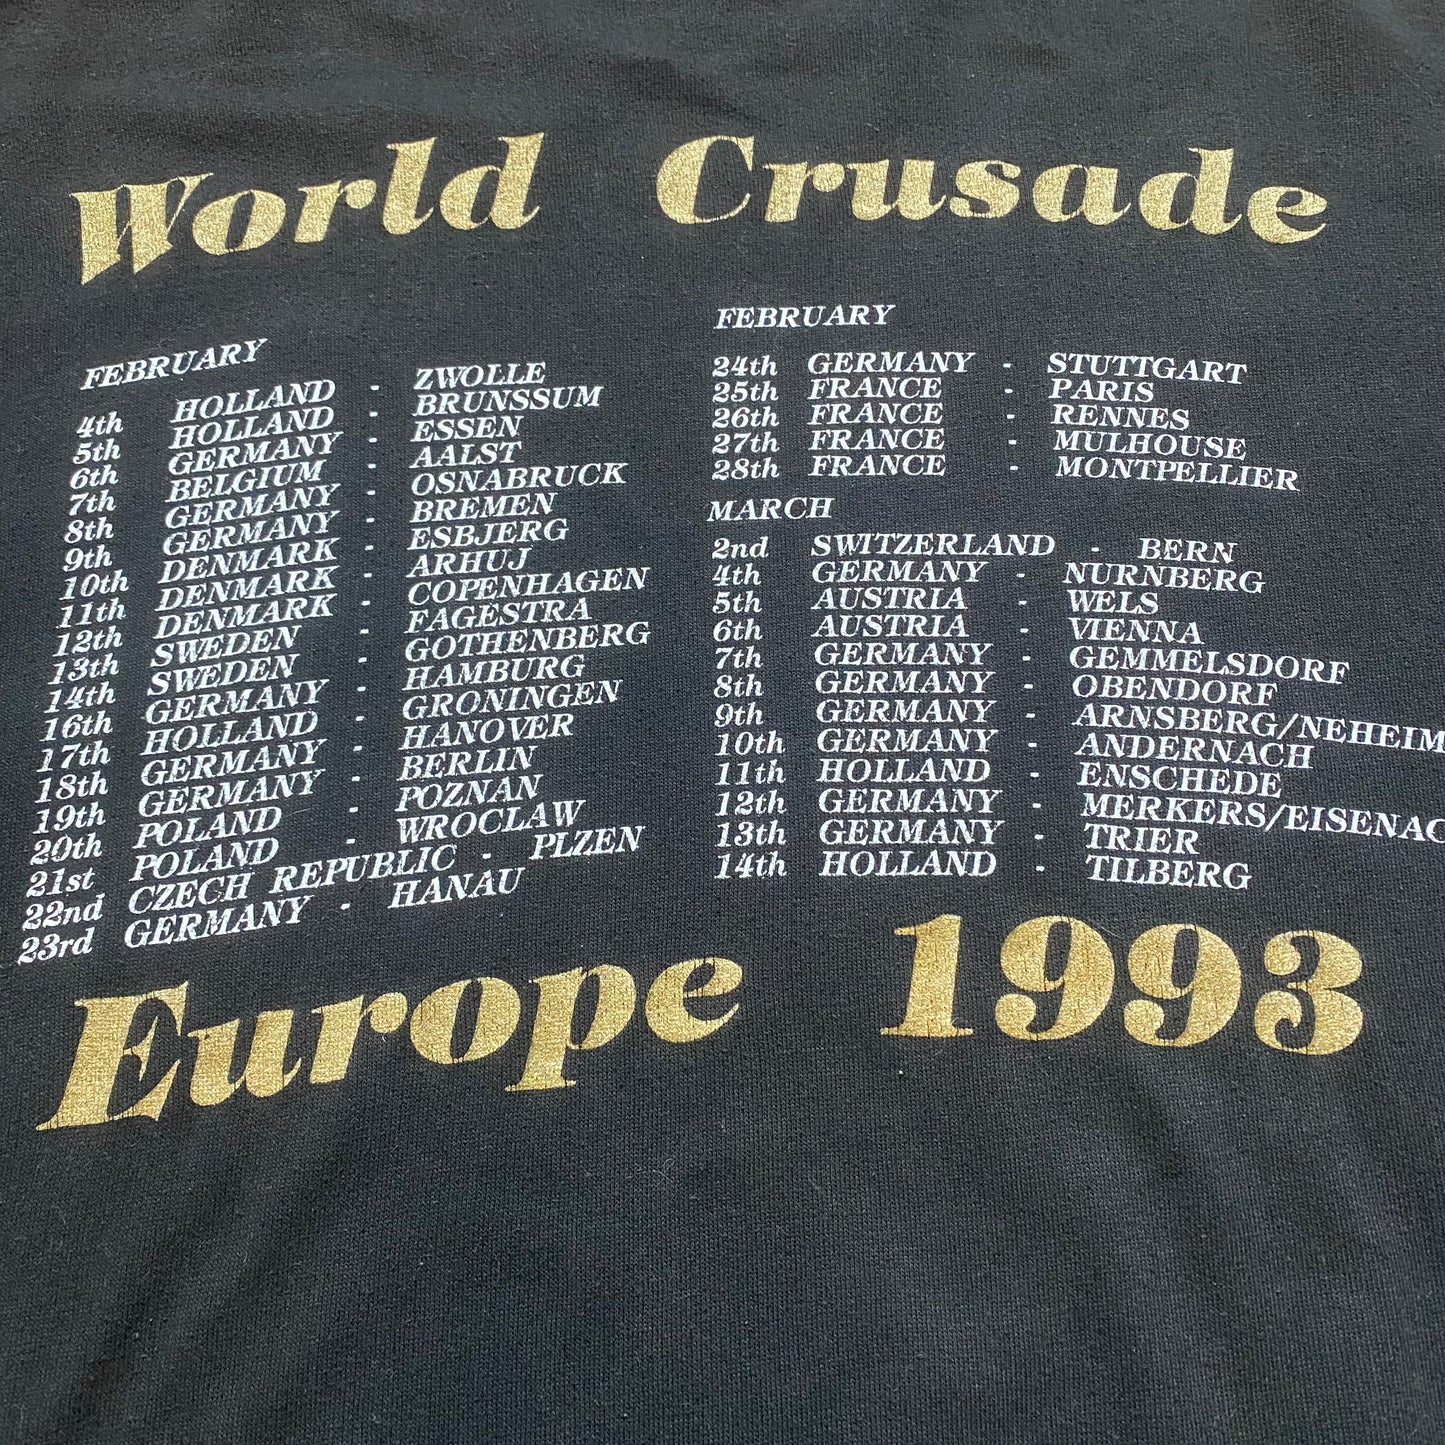 World Crusade
FEBRUARY
4th HOLLAND - ZWOLLE
5th HOLLAND - BRUNSSUM
6th GERMANY - ESSEN
7th BELGIUM - AALST
8th GERMANY - OSNABRUCK
9th GERMANY - BREMEN
10th DENMARK - ESBJERG
11th DENMARK - ARHUJ
12th DENMARK - COPENHAGEN
13th SWEDEN - FAGESTRA
14th SWEDEN - GOTHENBERG
16th GERMANY - HAMBURG
17th HOLLAND - GRONINGEN
18th GERMANY - HANOVER
19th GERMANY - BERLIN
20th POLAND - POZNAN
21st POLAND - WROCLAW
22nd CZECH REPUBLIC - PLZEN
23rd GERMANY - HANAU
FEBRUARY
24th GERMANY - STUTTGART
25th FRANCE - PARIS
26th FRANCE - RENNES
27th FRANCE - MULHOUSE
28th FRANCE - MONTPELLIER
MARCH
2nd SWITZERLAND - BERN
4th GERMANY - NURNBERG
5th AUSTRIA - WELS
6th AUSTRIA - VIENNA
7th GERMANY - GEMMELSDORF
8th GERMANY - OBENDORF
9th GERMANY - ARNSBERG/NEHEIM
10th GERMANY - ANDERNACH
11th HOLLAND - ENSCHEDE
12th GERMANY - MERKERS/EISENAC
13th GERMANY - TRIER
14th HOLLAND - TILBERG
Europe 1993